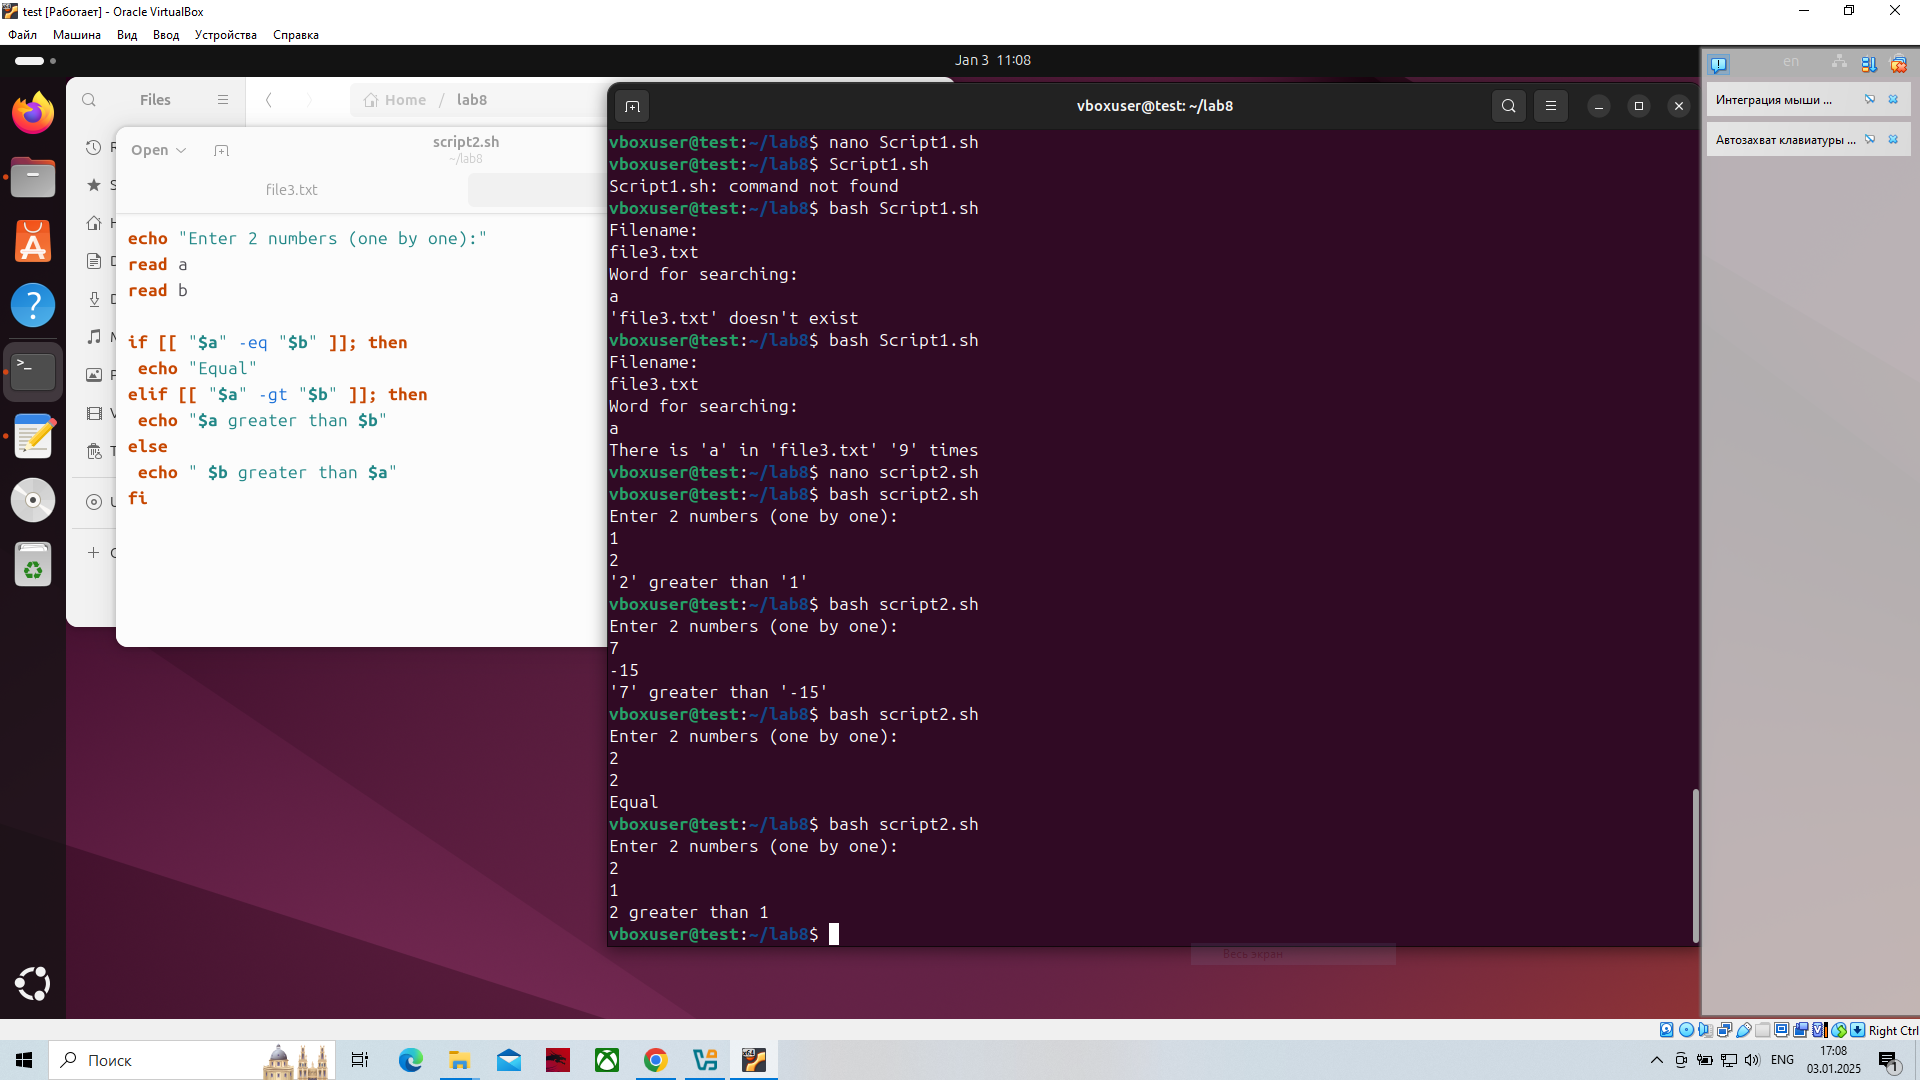 test [Работает] - Oracle VirtualBox
Файл Машина Вид Ввод Устройства Справка
Jan 3 11:08
en
Files
Home / lab8
Open
script2.sh
~/lab8
file3.txt
echo "Enter 2 numbers (one by one):"
read a
read b
if [[ "$a" -eq "$b" ]]; then
echo "Equal"
elif [[ "$a" -gt "$b" ]]; then
echo "$a greater than $b"
else
echo " $b greater than $a"
fi
vboxuser@test: ~/lab8
vboxuser@test:~/lab8$ nano Script1.sh
vboxuser@test:~/lab8$ Script1.sh
Script1.sh: command not found
vboxuser@test:~/lab8$ bash Script1.sh
Filename:
file3.txt
Word for searching:
a
'file3.txt' doesn't exist
vboxuser@test:~/lab8$ bash Script1.sh
Filename:
file3.txt
Word for searching:
a
There is 'a' in 'file3.txt' '9' times
vboxuser@test:~/lab8$ nano script2.sh
vboxuser@test:~/lab8$ bash script2.sh
Enter 2 numbers (one by one):
1
2
'2' greater than '1'
vboxuser@test:~/lab8$ bash script2.sh
Enter 2 numbers (one by one):
7
-15
'7' greater than '-15'
vboxuser@test:~/lab8$ bash script2.sh
Enter 2 numbers (one by one):
2
2
Equal
vboxuser@test:~/lab8$ bash script2.sh
Enter 2 numbers (one by one):
2
1
2 greater than 1
vboxuser@test:~/lab8$
Интеграция мыши ...
Автозахват клавиатуры ...
Весь экран
Right Ctrl
Поиск
ENG
17:08
03.01.2025
1